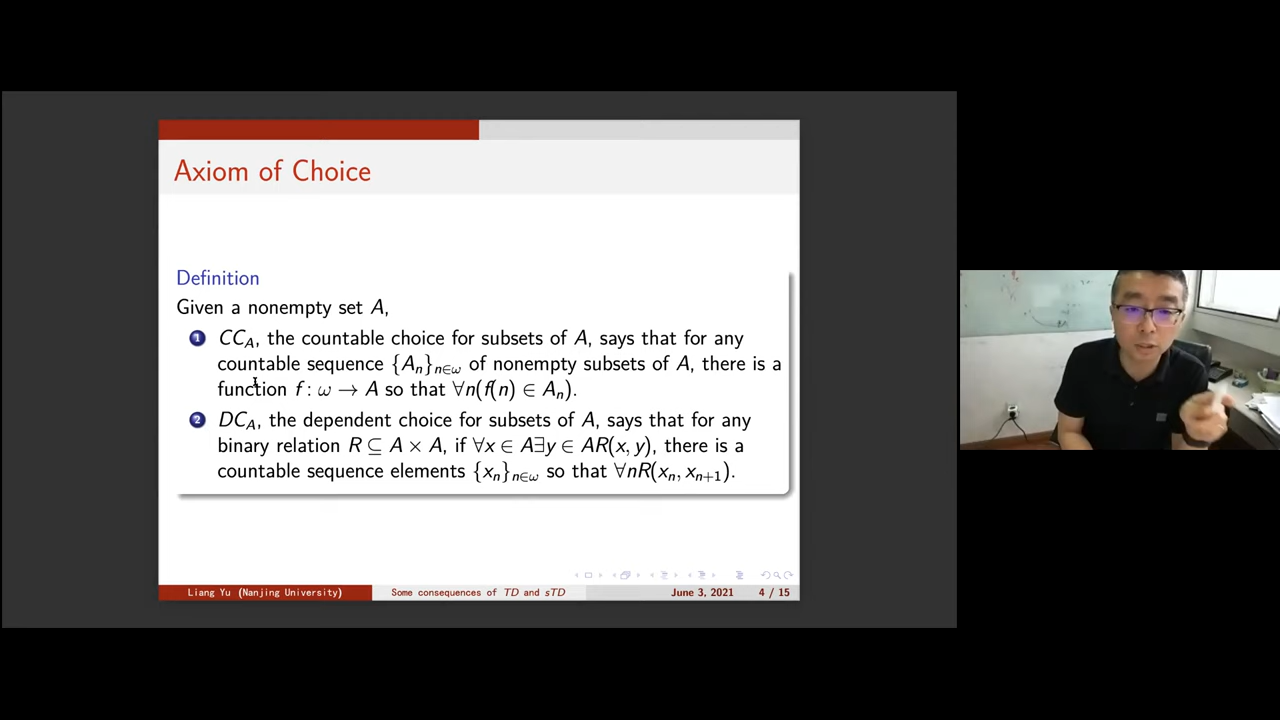 Axiom of Choice
Definition
Given a nonempty set A,
1 CC_A, the countable choice for subsets of A, says that for any
countable sequence {A_n}_{n∈ω} of nonempty subsets of A, there is a
function f : ω → A so that ∀n(f(n) ∈ A_n).
2 DC_A, the dependent choice for subsets of A, says that for any
binary relation R ⊆ A × A, if ∀x ∈ A∃y ∈ AR(x, y), there is a
countable sequence elements {x_n}_{n∈ω} so that ∀nR(x_n, x_{n+1}).
Liang Yu (Nanjing University) Some consequences of TD and sTD June 3, 2021 4 / 15